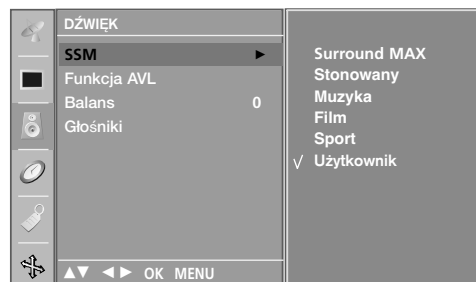 DŹWIĘK
SSM ►
Funkcja AVL
Balans 0
Głośniki
▲▼ ◄► OK MENU
Surround MAX
Stonowany
Muzyka
Film
Sport
√ Użytkownik